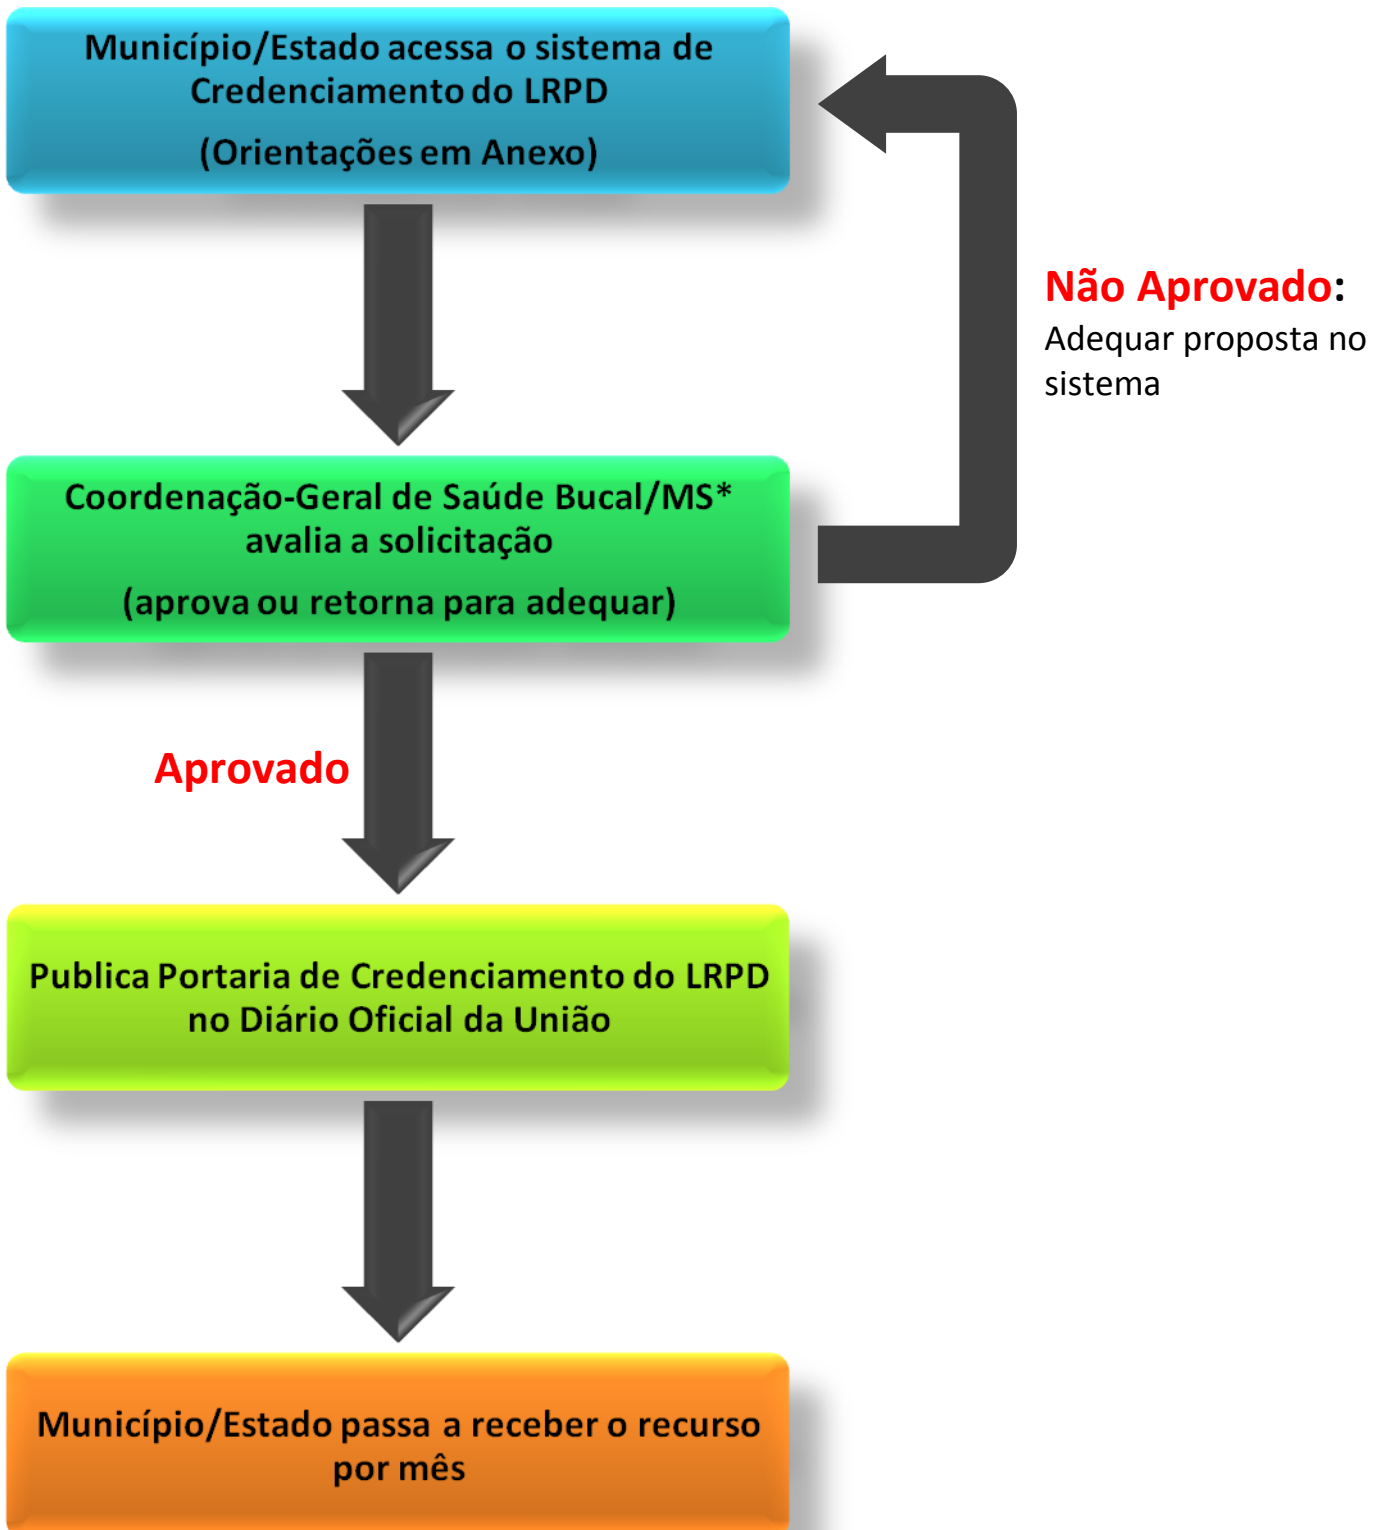 Município/Estado acessa o sistema de
Credenciamento do LRPD
(Orientações em Anexo)
Não Aprovado:
Adequar proposta no
sistema
Coordenação-Geral de Saúde Bucal/MS*
avalia a solicitação
(aprova ou retorna para adequar)
Aprovado
Publica Portaria de Credenciamento do LRPD
no Diário Oficial da União
Município/Estado passa a receber o recurso
por mês